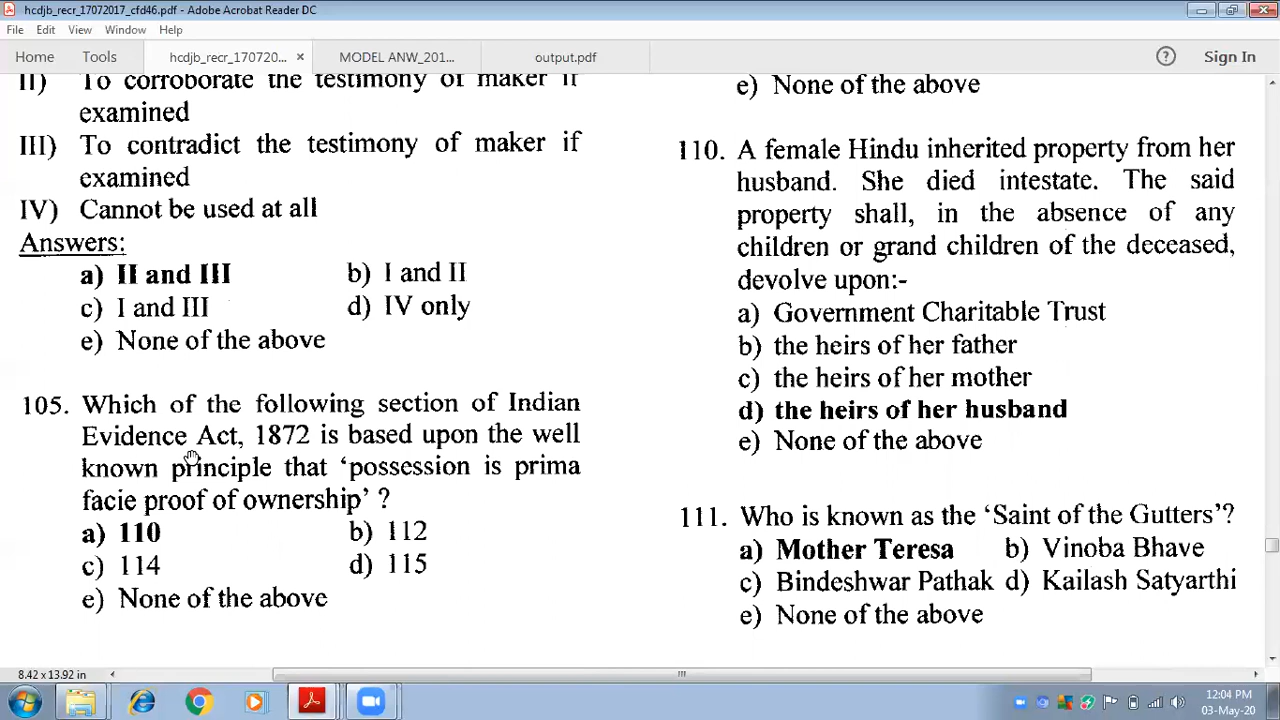 hcdjb_recr_17072017_cfd46.pdf - Adobe Acrobat Reader DC
File Edit View Window Help
Home Tools hcdjb_recr_170720... × MODEL ANW_201... output.pdf Sign In
II) To corroborate the testimony of maker if
examined
III) To contradict the testimony of maker if
examined
IV) Cannot be used at all
Answers:
a) II and III b) I and II
c) I and III d) IV only
e) None of the above
105. Which of the following section of Indian
Evidence Act, 1872 is based upon the well
known principle that ‘possession is prima
facie proof of ownership’ ?
a) 110 b) 112
c) 114 d) 115
e) None of the above
e) None of the above
110. A female Hindu inherited property from her
husband. She died intestate. The said
property shall, in the absence of any
children or grand children of the deceased,
devolve upon:-
a) Government Charitable Trust
b) the heirs of her father
c) the heirs of her mother
d) the heirs of her husband
e) None of the above
111. Who is known as the ‘Saint of the Gutters’?
a) Mother Teresa b) Vinoba Bhave
c) Bindeshwar Pathak d) Kailash Satyarthi
e) None of the above
8.42 x 13.92 in
12:04 PM
03-May-20